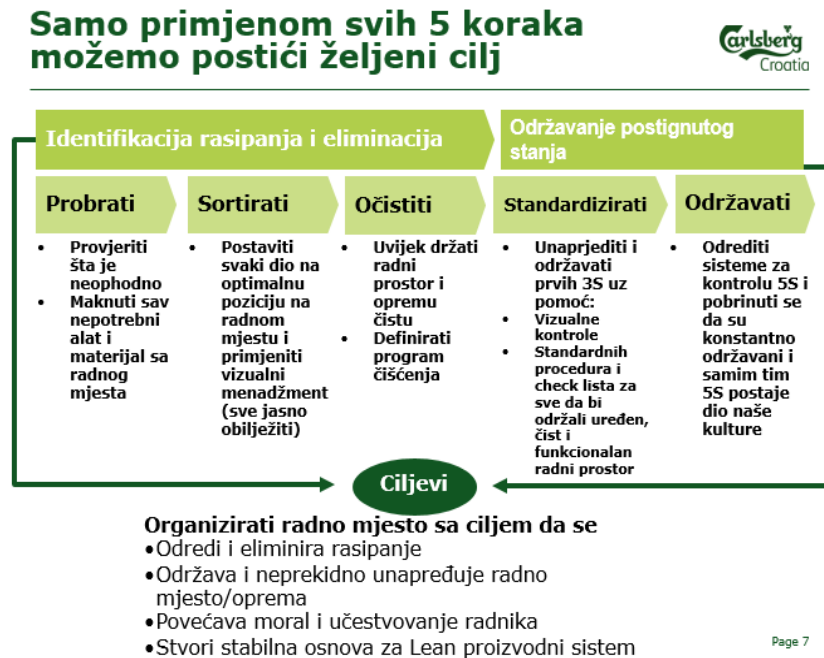 Samo primjenom svih 5 koraka
možemo postići željeni cilj
Carlsberg
Croatia
Identifikacija rasipanja i eliminacija
Održavanje postignutog
stanja
Probrati
Sortirati
Očistiti
Standardizirati
Održavati
• Provjeriti
šta je
neophodno
• Maknuti sav
nepotrebni
alat i
materijal sa
radnog
mjesta
• Postaviti
svaki dio na
optimalnu
poziciju na
radnom
mjestu i
primjeniti
vizualni
menadžment
(sve jasno
obilježiti)
• Uvijek držati
radni
prostor i
opremu
čistu
• Definirati
program
čišćenja
• Unaprjediti i
održavati
prvih 3S uz
pomoć:
• Vizualne
kontrole
• Standardnih
procedura i
check lista za
sve da bi
održali uređen,
čist i
funkcionalan
radni prostor
• Odrediti
sisteme za
kontrolu 5S i
pobrinuti se
da su
konstantno
održavani i
samim tim
5S postaje
dio naše
kulture
Ciljevi
Organizirati radno mjesto sa ciljem da se
•Odredi i eliminira rasipanje
•Održava i neprekidno unapređuje radno
mjesto/oprema
•Povećava moral i učestvovanje radnika
•Stvori stabilna osnova za Lean proizvodni sistem
Page 7